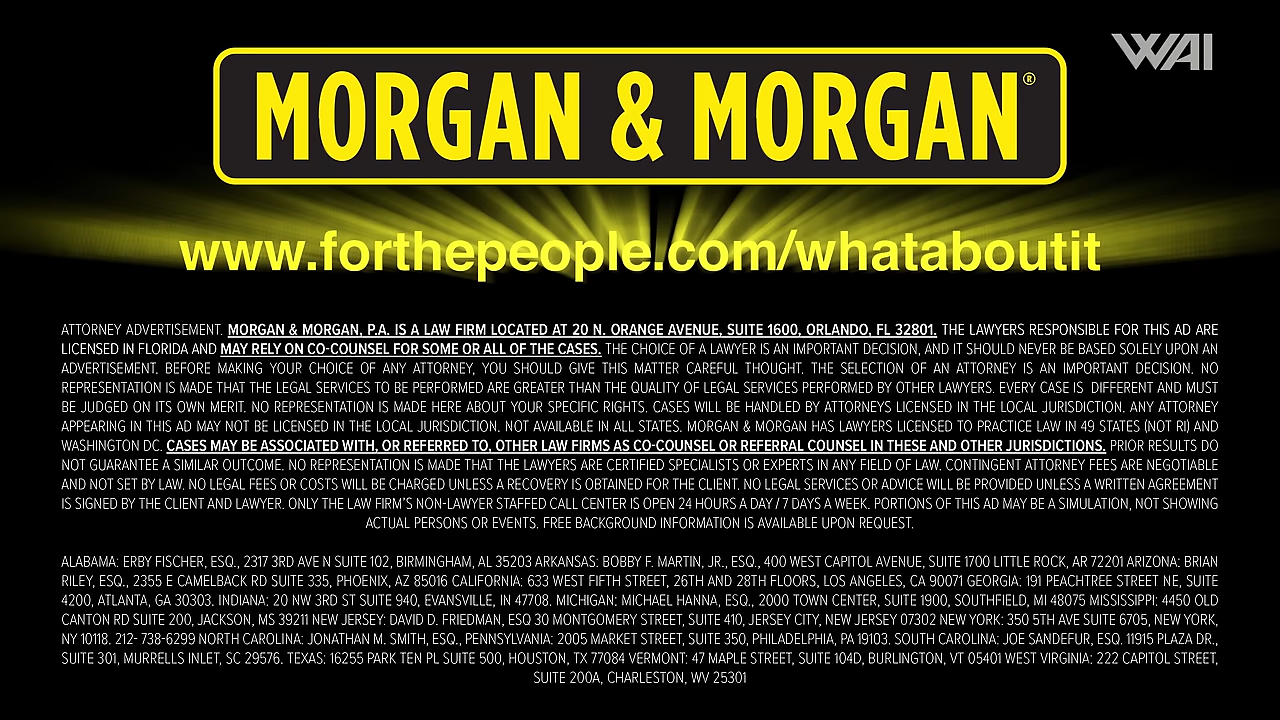 WAI
MORGAN & MORGAN®
www.forthepeople.com/whataboutit
ATTORNEY ADVERTISEMENT. MORGAN & MORGAN, P.A. IS A LAW FIRM LOCATED AT 20 N. ORANGE AVENUE, SUITE 1600, ORLANDO, FL 32801. THE LAWYERS RESPONSIBLE FOR THIS AD ARE
LICENSED IN FLORIDA AND MAY RELY ON CO-COUNSEL FOR SOME OR ALL OF THE CASES. THE CHOICE OF A LAWYER IS AN IMPORTANT DECISION, AND IT SHOULD NEVER BE BASED SOLELY UPON AN
ADVERTISEMENT. BEFORE MAKING YOUR CHOICE OF ANY ATTORNEY, YOU SHOULD GIVE THIS MATTER CAREFUL THOUGHT. THE SELECTION OF AN ATTORNEY IS AN IMPORTANT DECISION. NO
REPRESENTATION IS MADE THAT THE LEGAL SERVICES TO BE PERFORMED ARE GREATER THAN THE QUALITY OF LEGAL SERVICES PERFORMED BY OTHER LAWYERS. EVERY CASE IS DIFFERENT AND MUST
BE JUDGED ON ITS OWN MERIT. NO REPRESENTATION IS MADE HERE ABOUT YOUR SPECIFIC RIGHTS. CASES WILL BE HANDLED BY ATTORNEYS LICENSED IN THE LOCAL JURISDICTION. ANY ATTORNEY
APPEARING IN THIS AD MAY NOT BE LICENSED IN THE LOCAL JURISDICTION. NOT AVAILABLE IN ALL STATES. MORGAN & MORGAN HAS LAWYERS LICENSED TO PRACTICE LAW IN 49 STATES (NOT RI) AND
WASHINGTON DC. CASES MAY BE ASSOCIATED WITH, OR REFERRED TO, OTHER LAW FIRMS AS CO-COUNSEL OR REFERRAL COUNSEL IN THESE AND OTHER JURISDICTIONS. PRIOR RESULTS DO
NOT GUARANTEE A SIMILAR OUTCOME. NO REPRESENTATION IS MADE THAT THE LAWYERS ARE CERTIFIED SPECIALISTS OR EXPERTS IN ANY FIELD OF LAW. CONTINGENT ATTORNEY FEES ARE NEGOTIABLE
AND NOT SET BY LAW. NO LEGAL FEES OR COSTS WILL BE CHARGED UNLESS A RECOVERY IS OBTAINED FOR THE CLIENT. NO LEGAL SERVICES OR ADVICE WILL BE PROVIDED UNLESS A WRITTEN AGREEMENT
IS SIGNED BY THE CLIENT AND LAWYER. ONLY THE LAW FIRM'S NON-LAWYER STAFFED CALL CENTER IS OPEN 24 HOURS A DAY / 7 DAYS A WEEK. PORTIONS OF THIS AD MAY BE A SIMULATION, NOT SHOWING
ACTUAL PERSONS OR EVENTS. FREE BACKGROUND INFORMATION IS AVAILABLE UPON REQUEST.
ALABAMA: ERBY FISCHER, ESQ., 2317 3RD AVE N SUITE 102, BIRMINGHAM, AL 35203 ARKANSAS: BOBBY F. MARTIN, JR., ESQ., 400 WEST CAPITOL AVENUE, SUITE 1700 LITTLE ROCK, AR 72201 ARIZONA: BRIAN
RILEY, ESQ., 2355 E CAMELBACK RD SUITE 335, PHOENIX, AZ 85016 CALIFORNIA: 633 WEST FIFTH STREET, 26TH AND 28TH FLOORS, LOS ANGELES, CA 90071 GEORGIA: 191 PEACHTREE STREET NE, SUITE
4200, ATLANTA, GA 30303. INDIANA: 20 NW 3RD ST SUITE 940, EVANSVILLE, IN 47708. MICHIGAN; MICHAEL HANNA, ESQ., 2000 TOWN CENTER, SUITE 1900, SOUTHFIELD, MI 48075 MISSISSIPPI: 4450 OLD
CANTON RD SUITE 200, JACKSON, MS 39211 NEW JERSEY: DAVID D. FRIEDMAN, ESQ 30 MONTGOMERY STREET, SUITE 410, JERSEY CITY, NEW JERSEY 07302 NEW YORK: 350 5TH AVE SUITE 6705, NEW YORK,
NY 10118. 212- 738-6299 NORTH CAROLINA: JONATHAN M. SMITH, ESQ., PENNSYLVANIA: 2005 MARKET STREET, SUITE 350, PHILADELPHIA, PA 19103. SOUTH CAROLINA: JOE SANDEFUR, ESQ. 11915 PLAZA DR.,
SUITE 301, MURRELLS INLET, SC 29576. TEXAS: 16255 PARK TEN PL SUITE 500, HOUSTON, TX 77084 VERMONT: 47 MAPLE STREET, SUITE 104D, BURLINGTON, VT 05401 WEST VIRGINIA: 222 CAPITOL STREET,
SUITE 200A, CHARLESTON, WV 25301